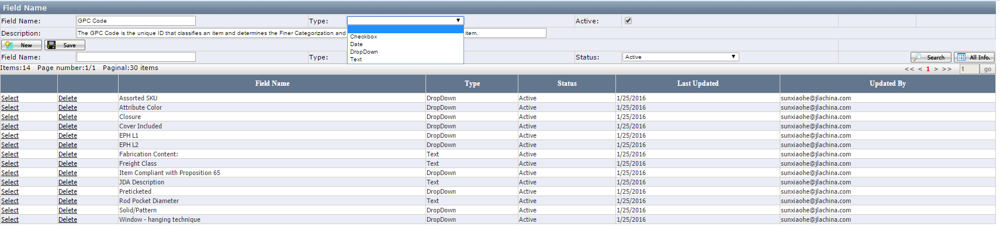 Field Name
Field Name: GPC Code Type: Active:
Checkbox
Date
DropDown
Text
Description: The GPC Code is the unique ID that classifies an item and determines the Finer Categorization and item.
New Save
Field Name: Type: Status: Active Search All Info.
Items:14 Page number:1/1 Paginal:30 items << < 1 > >> 1 go
Field Name Type Status Last Updated Updated By
Select Delete Assorted SKU DropDown Active 1/25/2016 sunxiaohe@jlachina.com
Select Delete Attribute Color DropDown Active 1/25/2016 sunxiaohe@jlachina.com
Select Delete Closure DropDown Active 1/25/2016 sunxiaohe@jlachina.com
Select Delete Cover Included DropDown Active 1/25/2016 sunxiaohe@jlachina.com
Select Delete EPH L1 DropDown Active 1/25/2016 sunxiaohe@jlachina.com
Select Delete EPH L2 DropDown Active 1/25/2016 sunxiaohe@jlachina.com
Select Delete Fabrication Content: Text Active 1/25/2016 sunxiaohe@jlachina.com
Select Delete Freight Class Text Active 1/25/2016 sunxiaohe@jlachina.com
Select Delete Item Compliant with Proposition 65 DropDown Active 1/25/2016 sunxiaohe@jlachina.com
Select Delete JDA Description Text Active 1/25/2016 sunxiaohe@jlachina.com
Select Delete Preticketed DropDown Active 1/25/2016 sunxiaohe@jlachina.com
Select Delete Rod Pocket Diameter Text Active 1/25/2016 sunxiaohe@jlachina.com
Select Delete Solid/Pattern DropDown Active 1/25/2016 sunxiaohe@jlachina.com
Select Delete Window - hanging technique DropDown Active 1/25/2016 sunxiaohe@jlachina.com